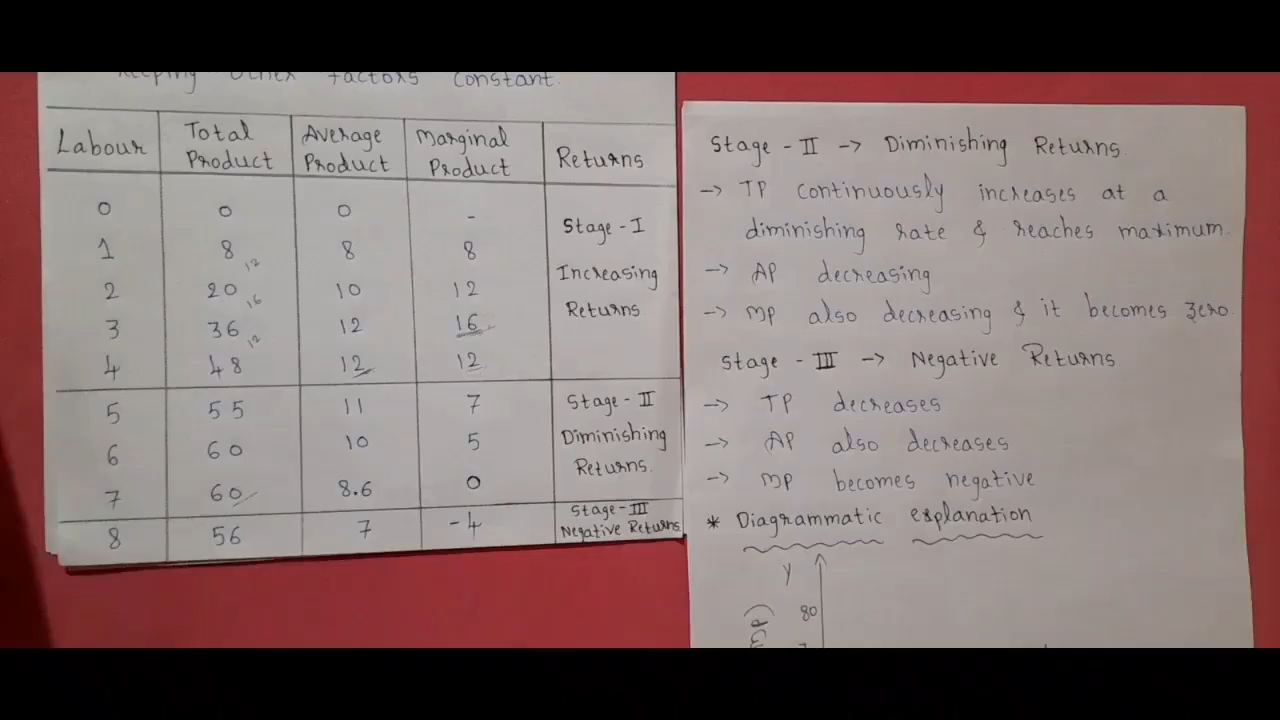 Keeping other factors constant.
Labour Total Product Average Product Marginal Product Returns
0 0 0 -
1 8 8 8
12
2 20 10 12
16
3 36 12 16
12
4 48 12 12
Stage - I
Increasing
Returns
5 55 11 7
6 60 10 5
7 60 8.6 0
Stage - II
Diminishing
Returns.
8 56 7 -4
Stage - III
Negative Returns
Stage - II -> Diminishing Returns.
-> TP continuously increases at a
diminishing rate & reaches maximum.
-> AP decreasing
-> MP also decreasing & it becomes zero.
Stage - III -> Negative Returns.
-> TP decreases
-> AP also decreases
-> MP becomes negative
* Diagrammatic explanation
Y
80